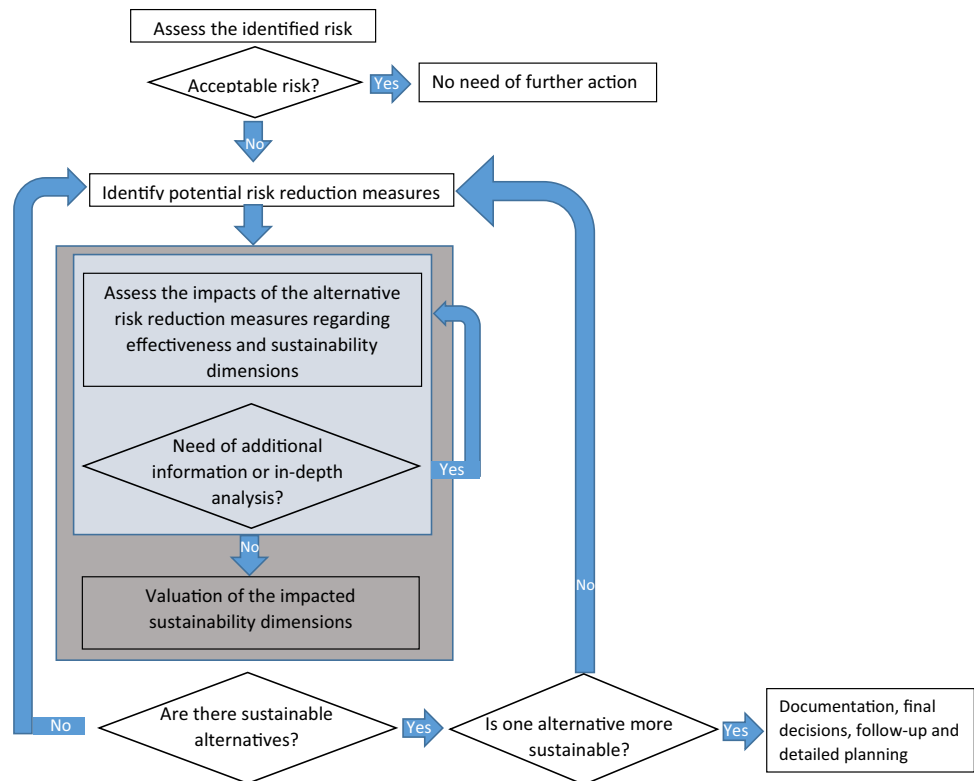 Assess the identified risk
Acceptable risk?
Yes
No need of further action
No
Identify potential risk reduction measures
Assess the impacts of the alternative
risk reduction measures regarding
effectiveness and sustainability
dimensions
Need of additional
information or in-depth
analysis?
Yes
No
Valuation of the impacted
sustainability dimensions
No
Are there sustainable
alternatives?
No
Yes
Is one alternative more
sustainable?
Yes
Documentation, final
decisions, follow-up and
detailed planning